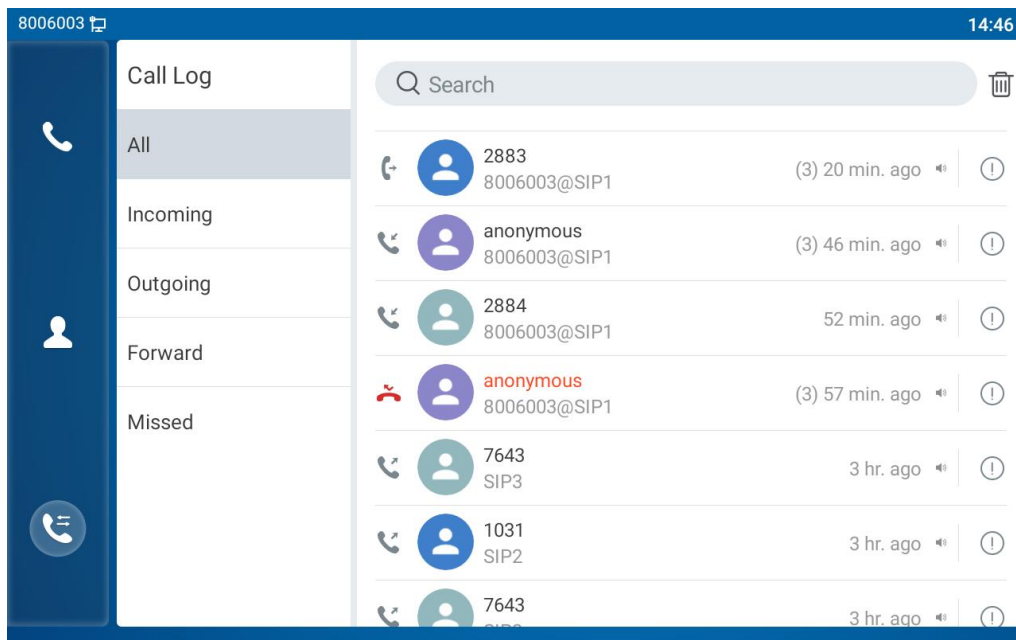 8006003
14:46
Call Log
Search
All
Incoming
Outgoing
Forward
Missed
2883
8006003@SIP1
(3) 20 min. ago
anonymous
8006003@SIP1
(3) 46 min. ago
2884
8006003@SIP1
52 min. ago
anonymous
8006003@SIP1
(3) 57 min. ago
7643
SIP3
3 hr. ago
1031
SIP2
3 hr. ago
7643
3 hr. ago